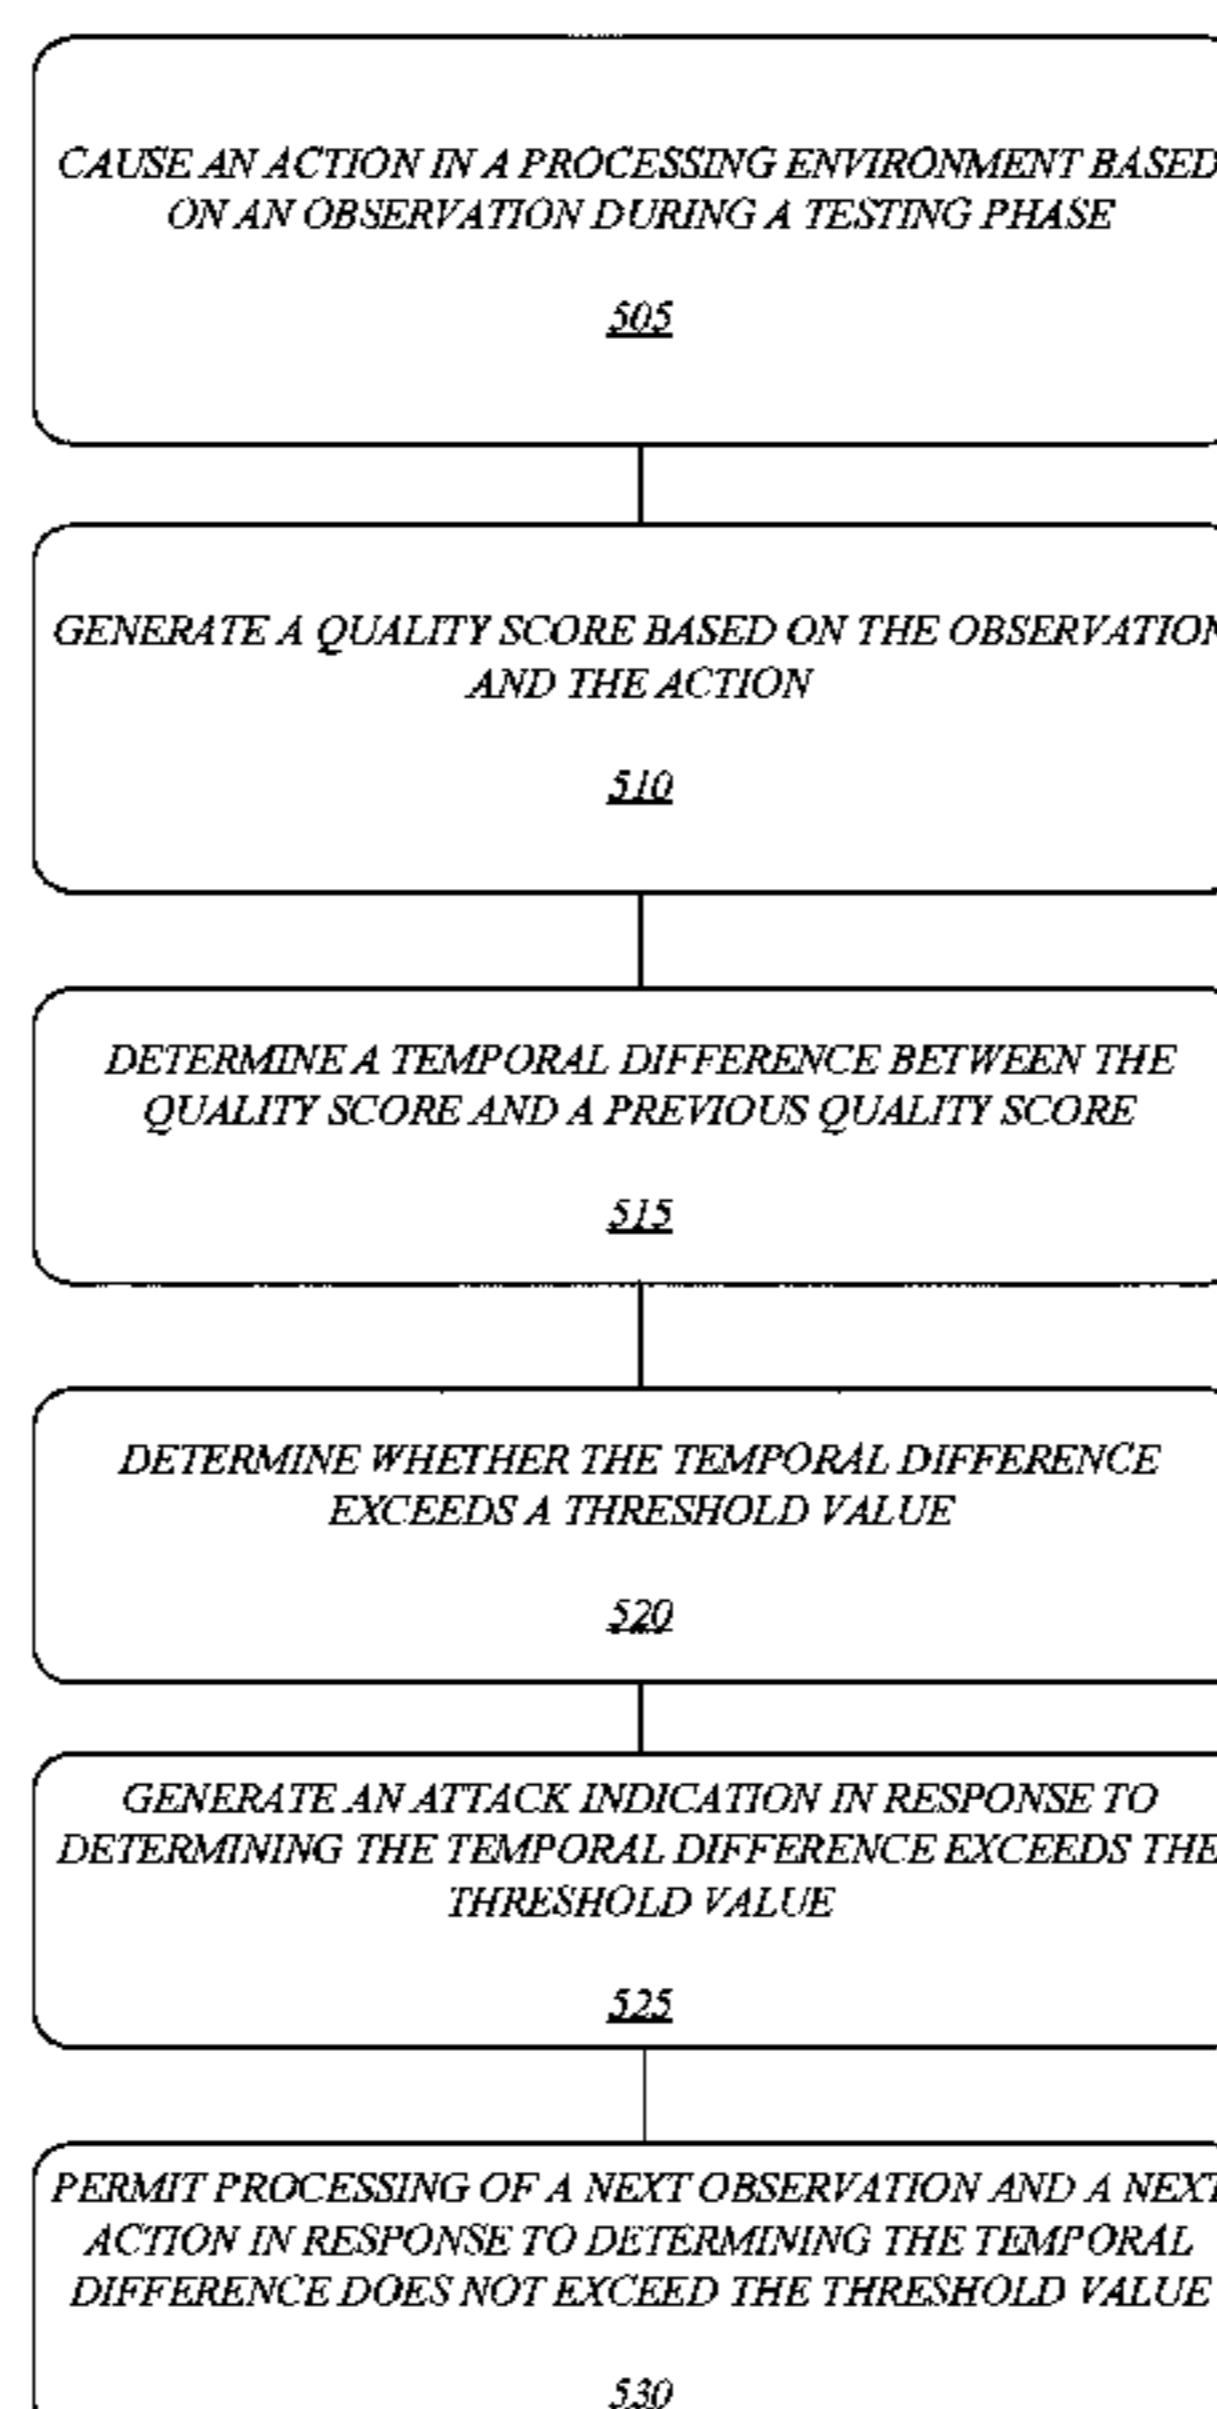 CAUSE AN ACTION IN A PROCESSING ENVIRONMENT BASED
ON AN OBSERVATION DURING A TESTING PHASE
505
GENERATE A QUALITY SCORE BASED ON THE OBSERVATION
AND THE ACTION
510
DETERMINE A TEMPORAL DIFFERENCE BETWEEN THE
QUALITY SCORE AND A PREVIOUS QUALITY SCORE
515
DETERMINE WHETHER THE TEMPORAL DIFFERENCE
EXCEEDS A THRESHOLD VALUE
520
GENERATE AN ATTACK INDICATION IN RESPONSE TO
DETERMINING THE TEMPORAL DIFFERENCE EXCEEDS THE
THRESHOLD VALUE
525
PERMIT PROCESSING OF A NEXT OBSERVATION AND A NEXT
ACTION IN RESPONSE TO DETERMINING THE TEMPORAL
DIFFERENCE DOES NOT EXCEED THE THRESHOLD VALUE
530